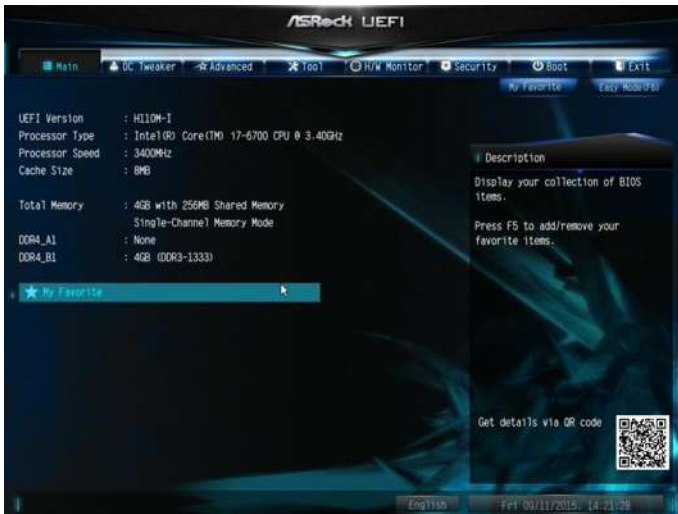 ASRock UEFI
Main OC Tweaker Advanced Tool H/W Monitor Security Boot Exit
My Favorite Easy Mode(F6)
UEFI Version : H110M-I
Processor Type : Intel(R) Core(TM) i7-6700 CPU @ 3.40GHz
Processor Speed : 3400MHz
Cache Size : 8MB
Total Memory : 4GB with 256MB Shared Memory
Single-Channel Memory Mode
DDR4_A1 : None
DDR4_B1 : 4GB (DDR3-1333)
My Favorite
Description
Display your collection of BIOS
items.
Press F5 to add/remove your
favorite items.
Get details via QR code
English Fri 09/11/2015. 14:21:29